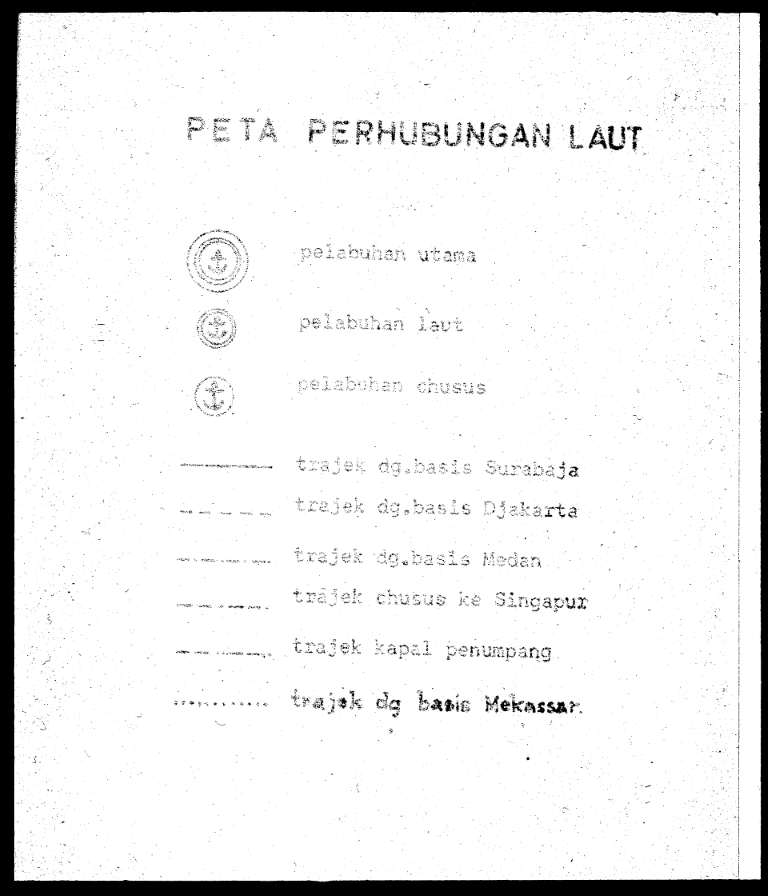 PETA PERHUBUNGAN LAUT
pelabuhan utama
pelabuhan laut
pelabuhan chusus
trajek dg.basis Surabaja
trajek dg.basis Djakarta
trajek dg.basis Medan
trajek chusus ke Singapur
trajek kapal penumpang
trajek dg basis Mekassar.